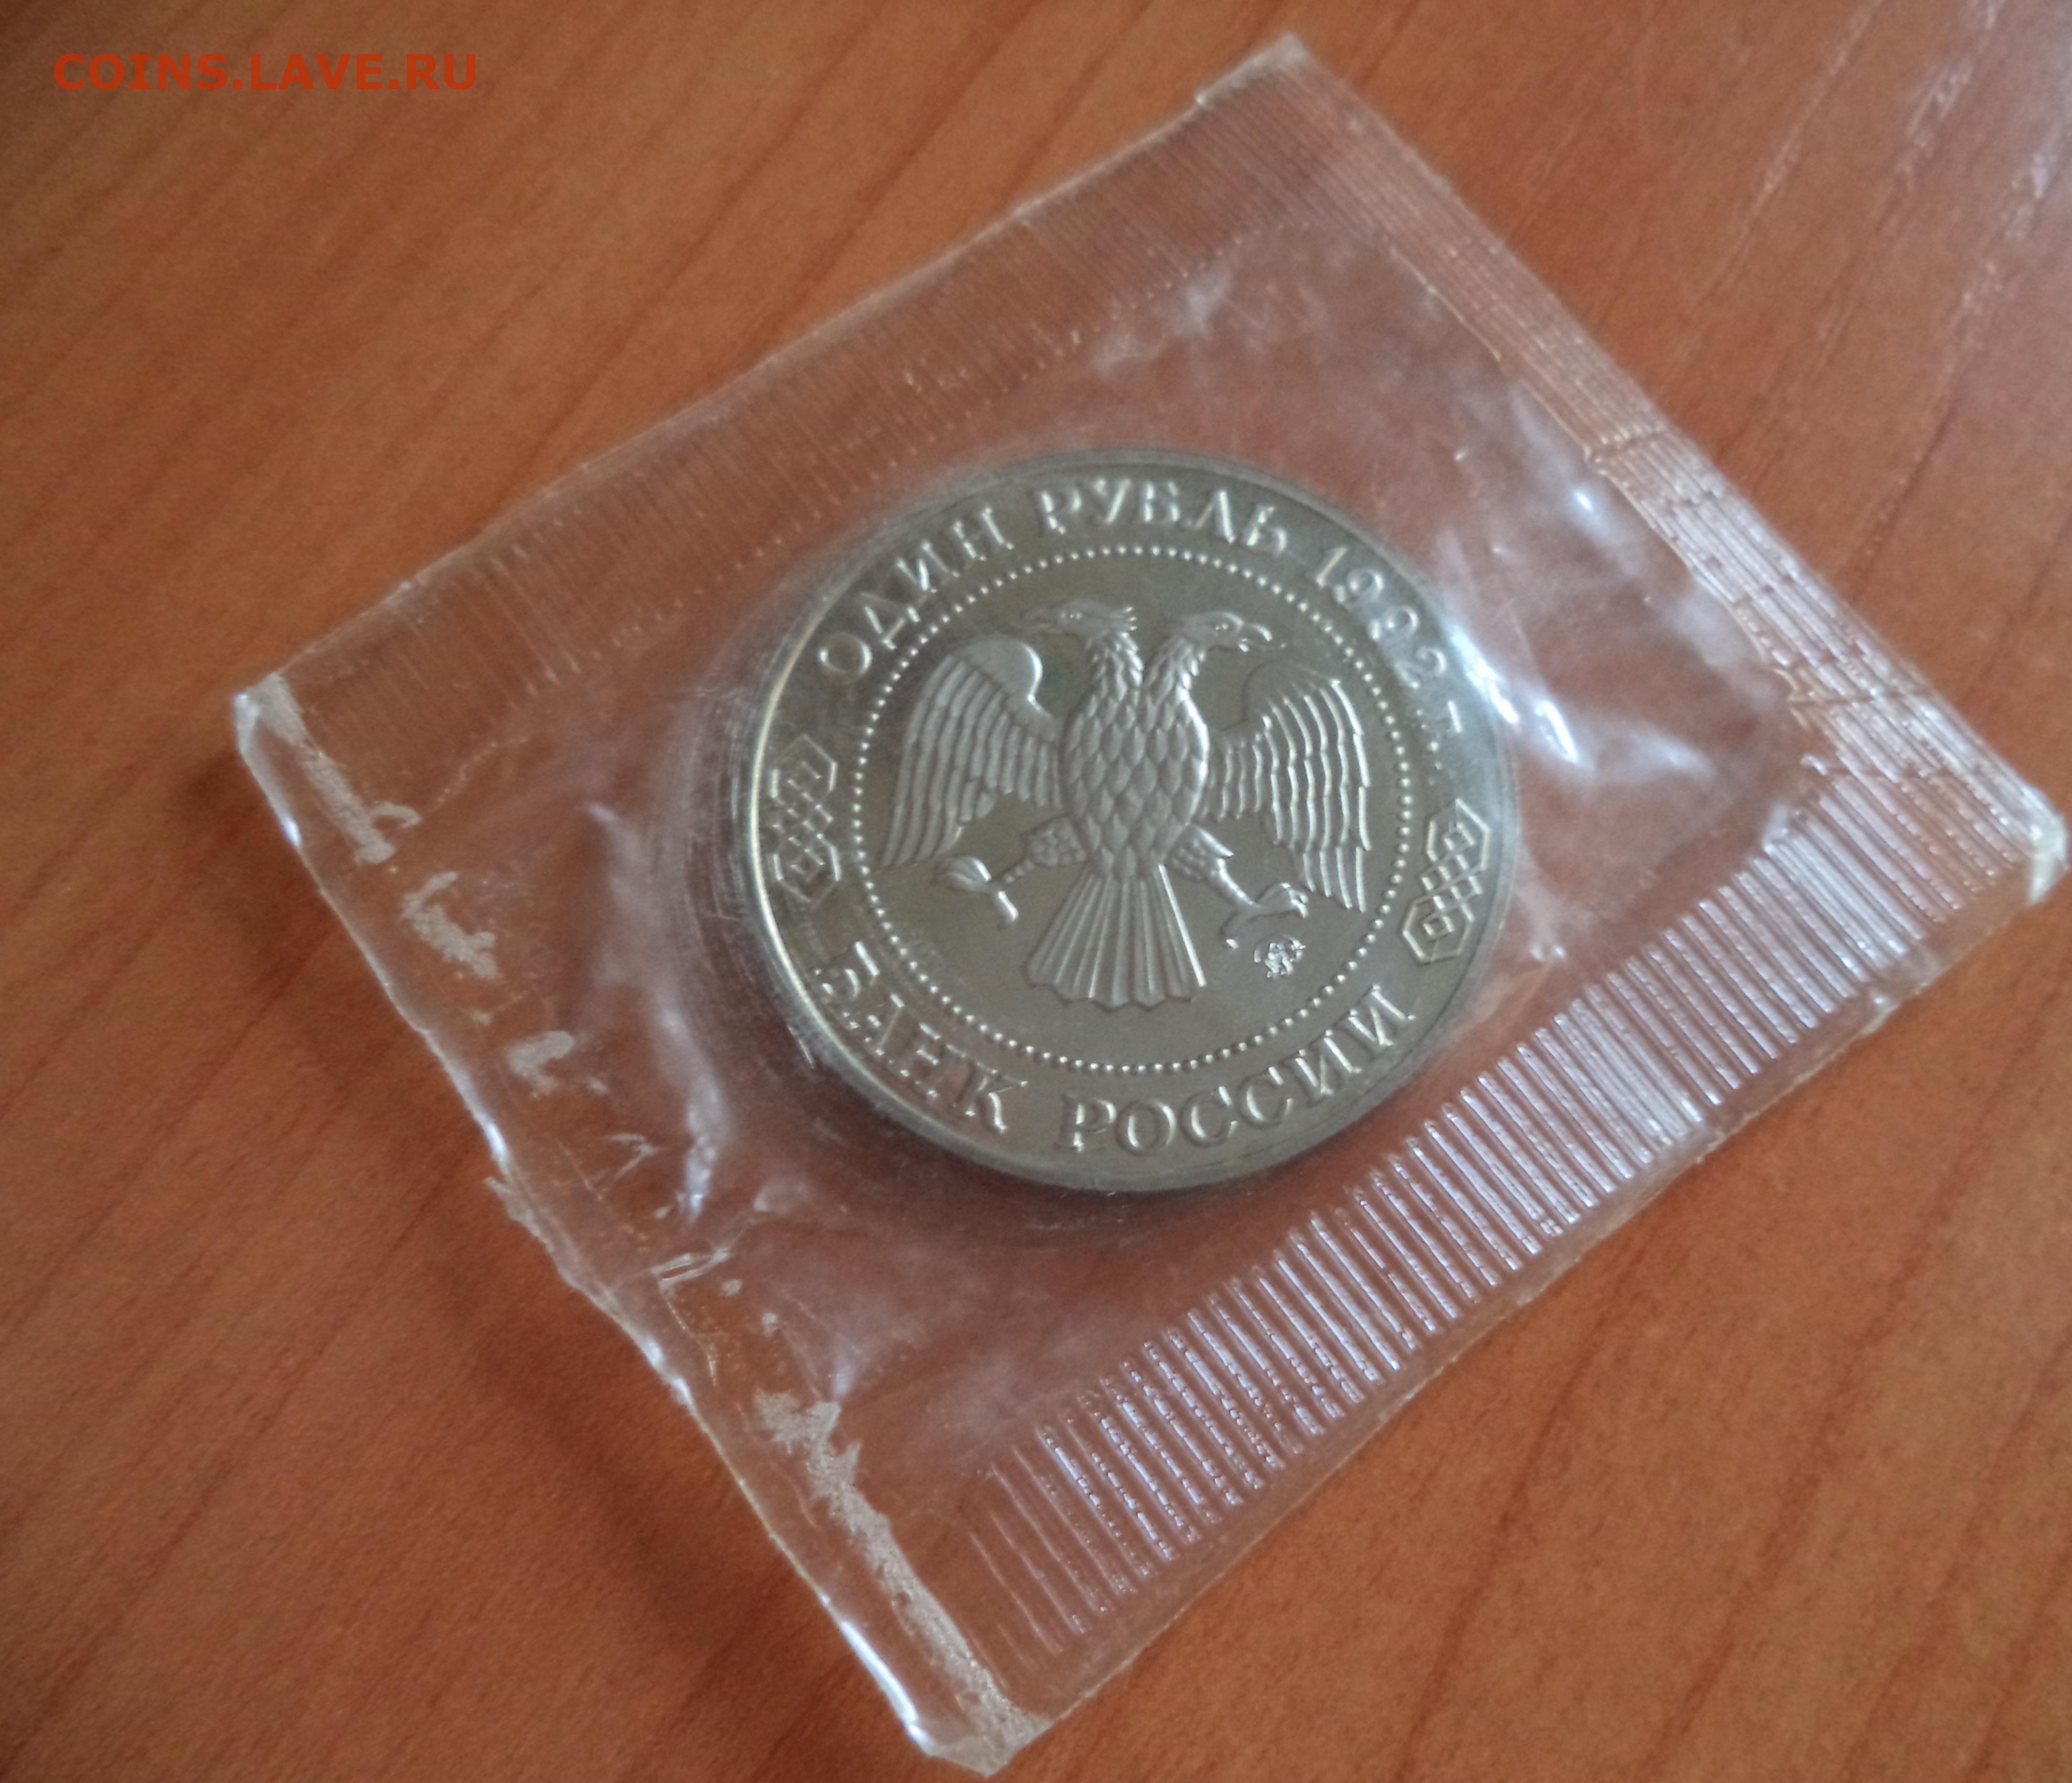 COINS.LAVE.RU
ОДИН РУБЛЬ 1992 г.
БАНК РОССИИ